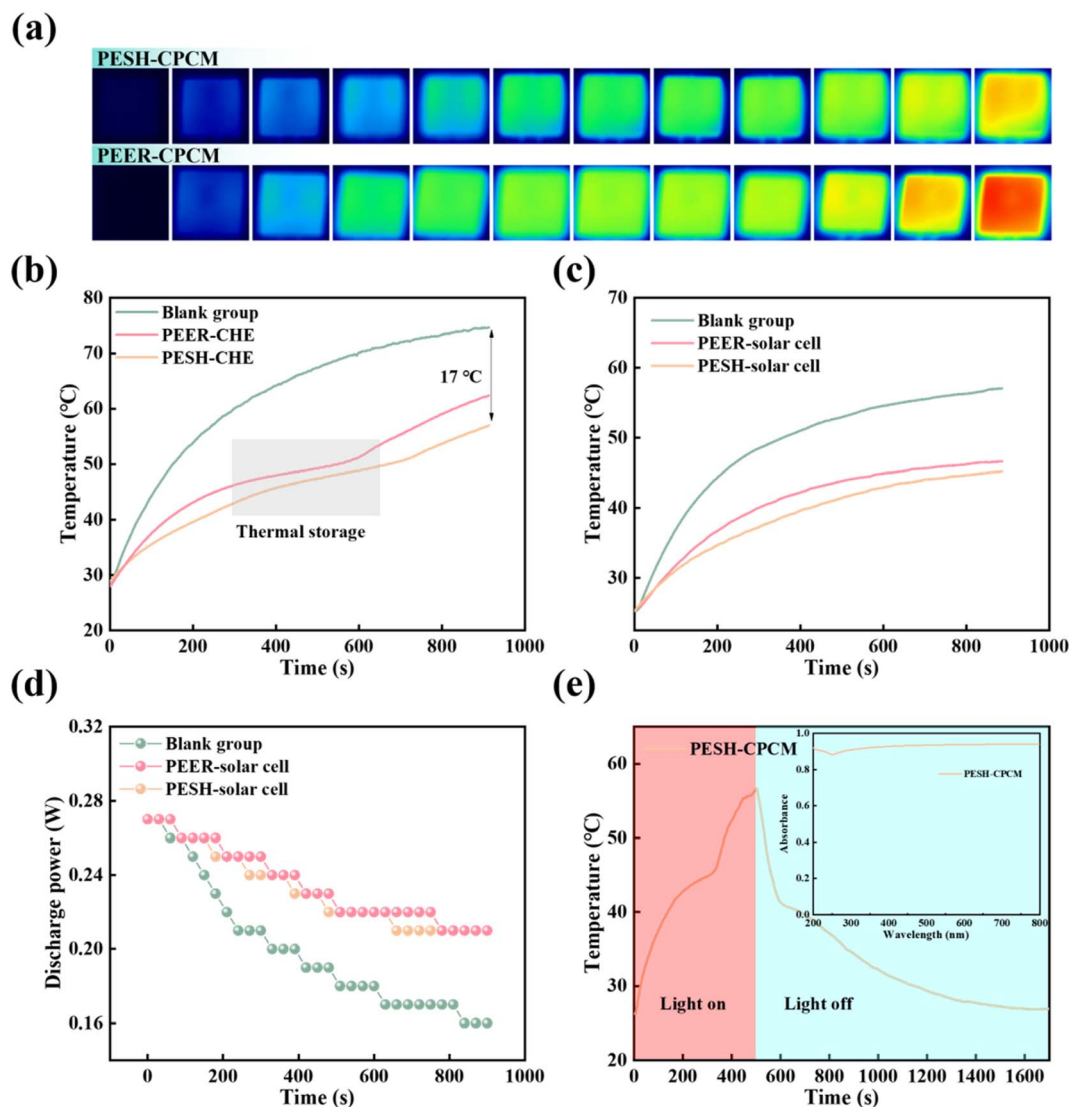 (a)
PESH-CPCM
PEER-CPCM
(b)
80
70
60
50
40
30
20
Temperature (°C)
Blank group
PEER-CHE
PESH-CHE
17 °C
Thermal storage
0
200
400
600
800
1000
Time (s)
(c)
70
60
50
40
30
Temperature (°C)
Blank group
PEER-solar cell
PESH-solar cell
0
200
400
600
800
1000
Time (s)
(d)
0.32
0.28
0.24
0.20
0.16
Discharge power (W)
Blank group
PEER-solar cell
PESH-solar cell
0
200
400
600
800
1000
Time (s)
(e)
60
50
40
30
20
Temperature (°C)
PESH-CPCM
Light on
Light off
1.0
0.8
0.6
0.4
0.2
0.0
Absorbance
PESH-CPCM
200
300
400
500
600
700
800
Wavelength (nm)
0
200
400
600
800
1000
1200
1400
1600
Time (s)